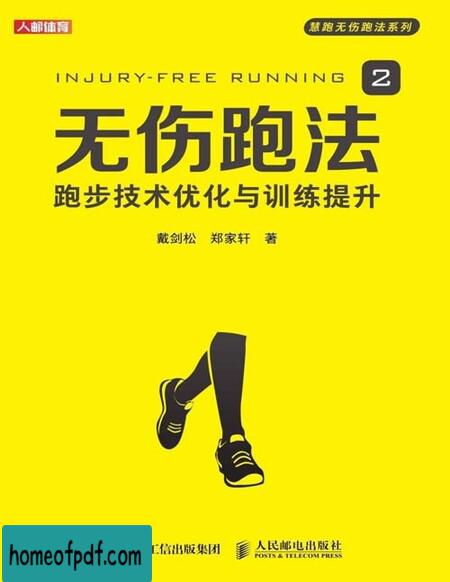 人邮体育
慧跑无伤跑法系列
INJURY-FREE RUNNING 2
无伤跑法
跑步技术优化与训练提升
戴剑松 郑家轩 著
工信出版集团
人民邮电出版社
POSTS & TELECOM PRESS
homeofpdf.com